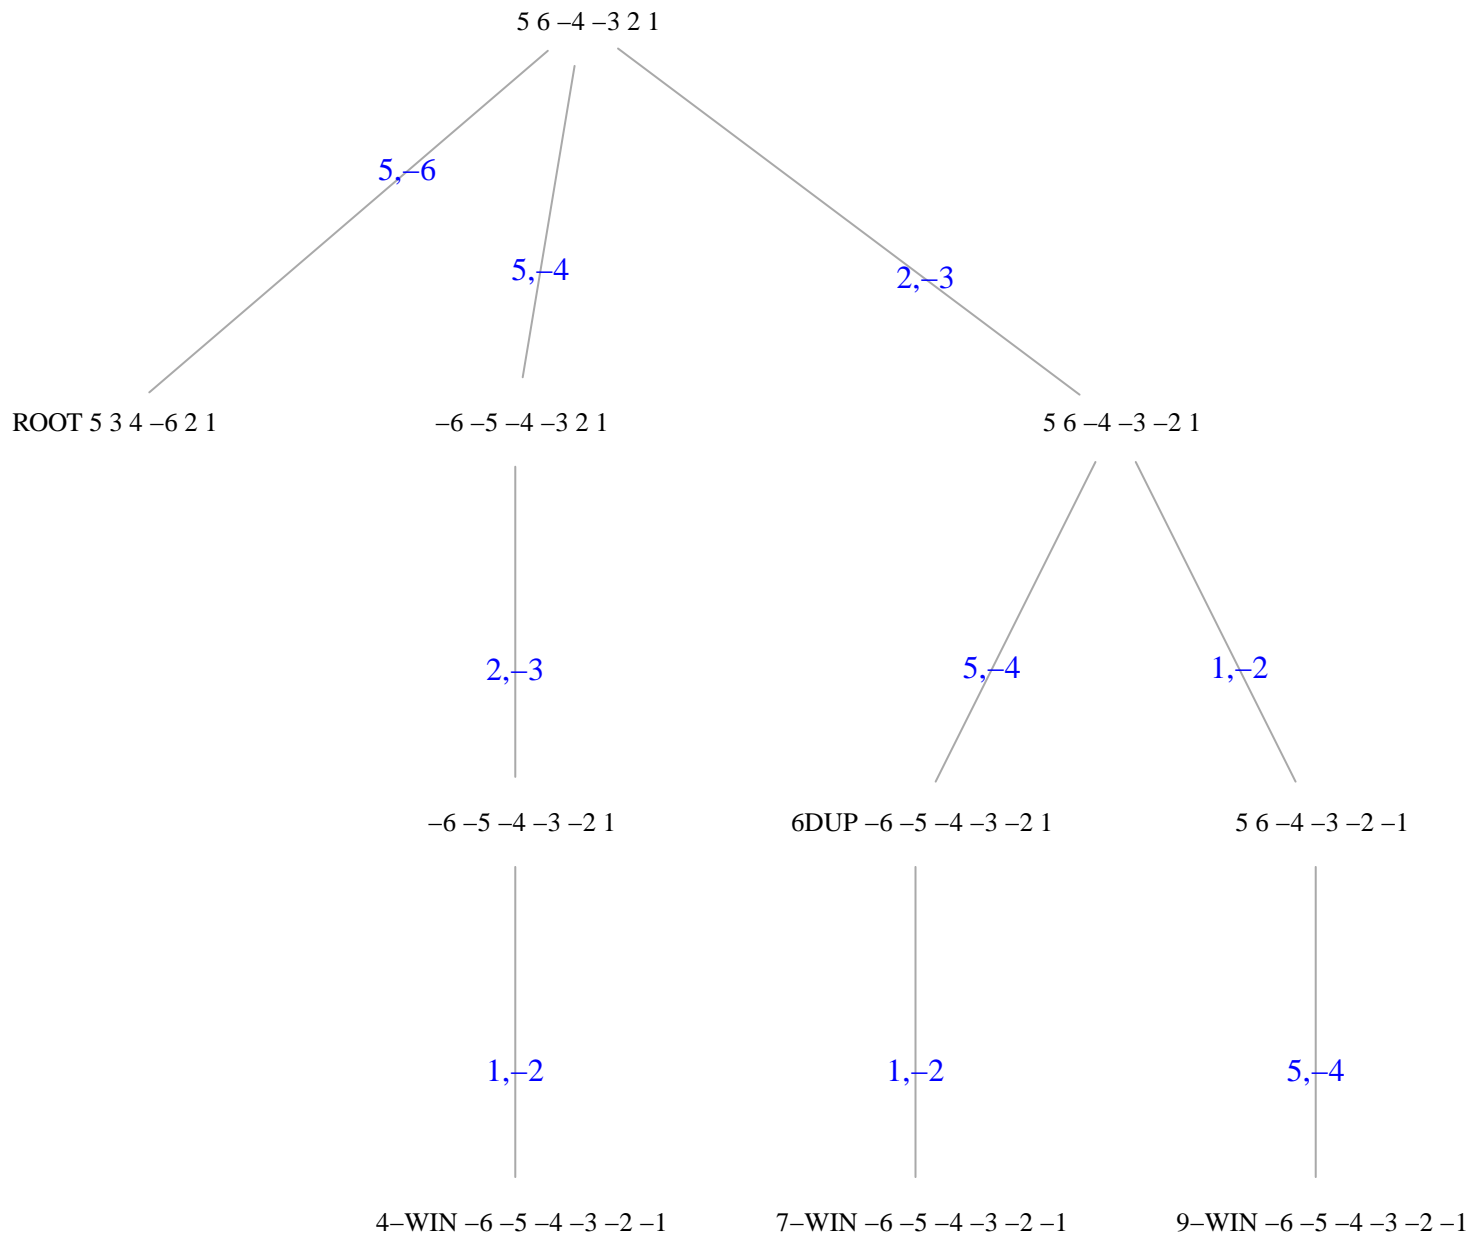 5 6 –4 –3 2 1
5,–6
5,–4
2,–3
ROOT 5 3 4 –6 2 1
–6 –5 –4 –3 2 1
5 6 –4 –3 –2 1
2,–3
5,–4
1,–2
–6 –5 –4 –3 –2 1
6DUP –6 –5 –4 –3 –2 1
5 6 –4 –3 –2 –1
1,–2
1,–2
5,–4
4–WIN –6 –5 –4 –3 –2 –1
7–WIN –6 –5 –4 –3 –2 –1
9–WIN –6 –5 –4 –3 –2 –1